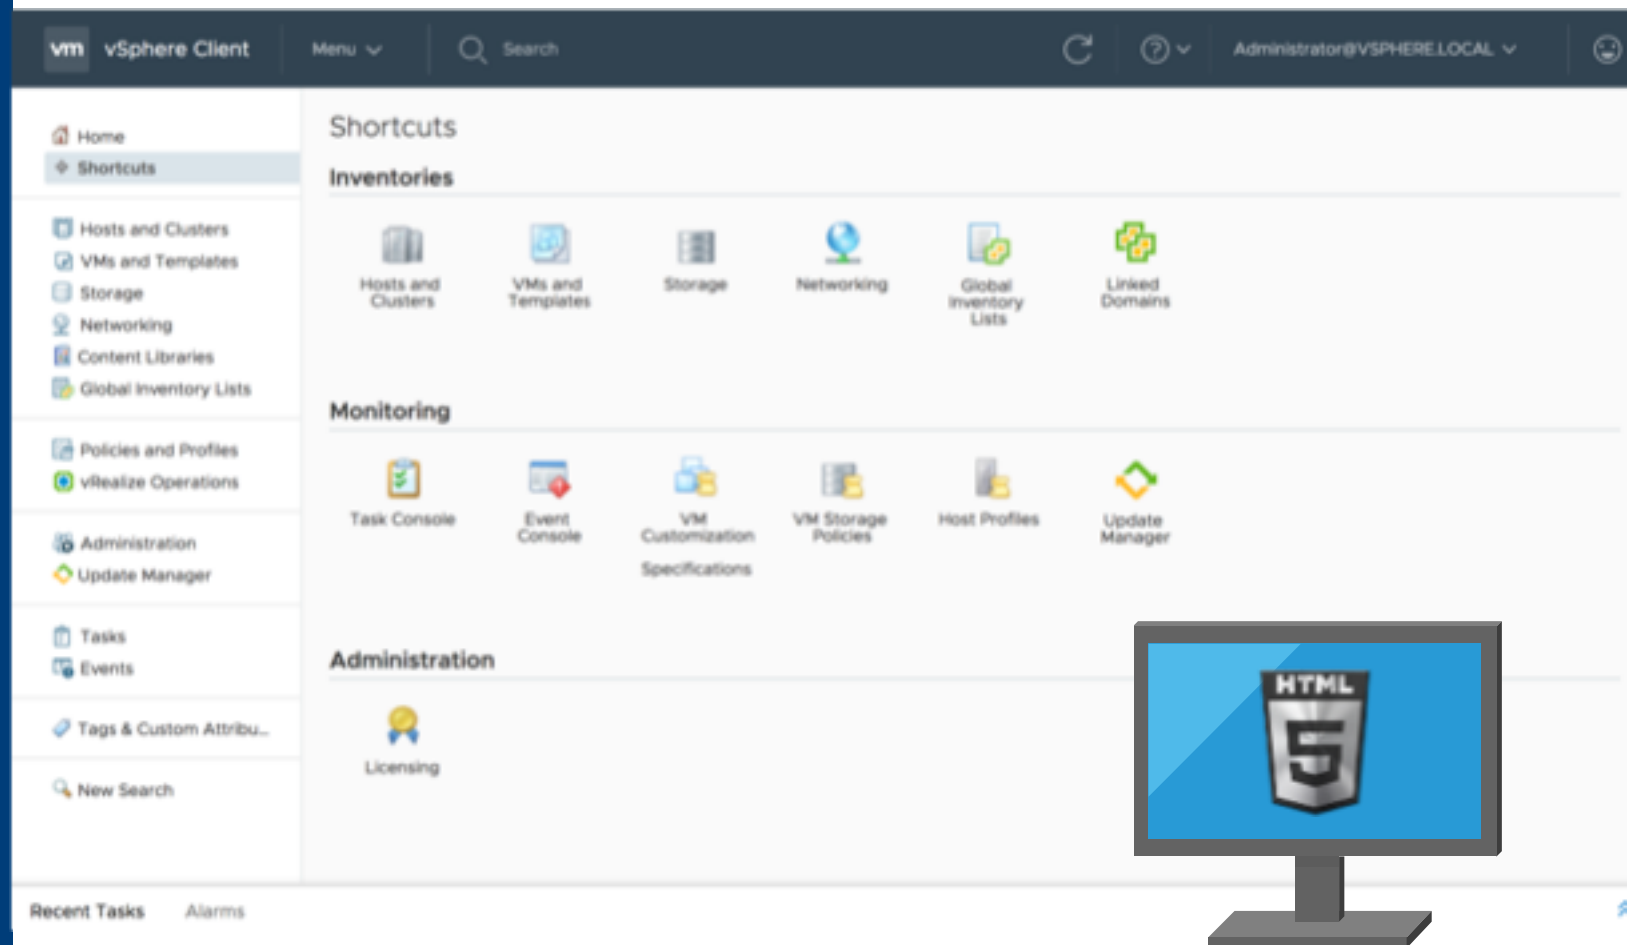 vm vSphere Client Menu Search Administrator@VSPHERE.LOCAL
Home
Shortcuts
Hosts and Clusters
VMs and Templates
Storage
Networking
Content Libraries
Global Inventory Lists
Policies and Profiles
vRealize Operations
Administration
Update Manager
Tasks
Events
Tags & Custom Attribu...
New Search
Shortcuts
Inventories
Hosts and
Clusters
VMs and
Templates
Storage
Networking
Global
Inventory
Lists
Linked
Domains
Monitoring
Task Console
Event
Console
VM
Customization
Specifications
VM Storage
Policies
Host Profiles
Update
Manager
Administration
Licensing
HTML
5
Recent Tasks Alarms